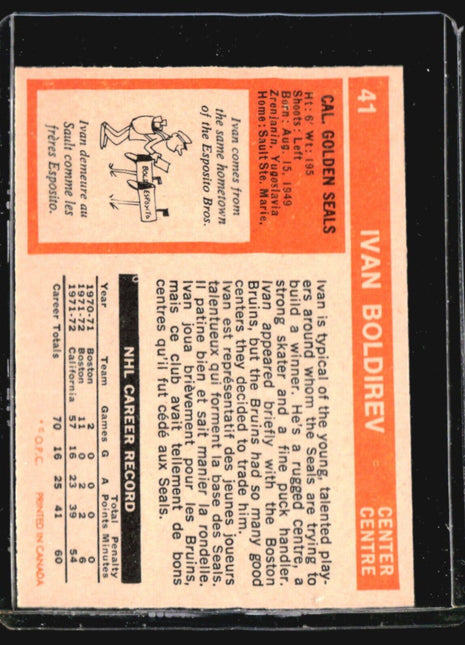 41 IVAN BOLDIREV CENTER
CENTRE
CAL. GOLDEN SEALS
Ht: 6' Wt: 195
Shoots: Left
Born: Aug. 15, 1949
Zrenjanin, Yugoslavia
Home: Sault Ste. Marie,
Ivan comes from
the same hometown
of the Esposito Bros.
BOLD ESPOSITO
Ivan demeure au
Sault comme les
frères Esposito.
Ivan is typical of the young, talented play-
ers around whom the Seals are trying to
build a winner. He's a rugged centre, a
strong skater and a fine puck handler.
Ivan appeared briefly with the Boston
Bruins, but the Bruins had so many good
centers they decided to trade him.
Ivan est représentatif des jeunes joueurs
talentueux qui forment la base des Seals.
Il patine bien et sait manier la rondelle.
Ivan joua brièvement pour les Bruins,
mais ce club avait tellement de bons
centres qu'il fut cédé aux Seals.
NHL CAREER RECORD
Year Team Games G A Total Points Penalty Minutes
1970-71 Boston 2 0 0 0 0
1971-72 Boston 11 0 2 2 6
1971-72 California 57 16 23 39 54
Career Totals 70 16 25 41 60
© O.P.C. PRINTED IN CANADA